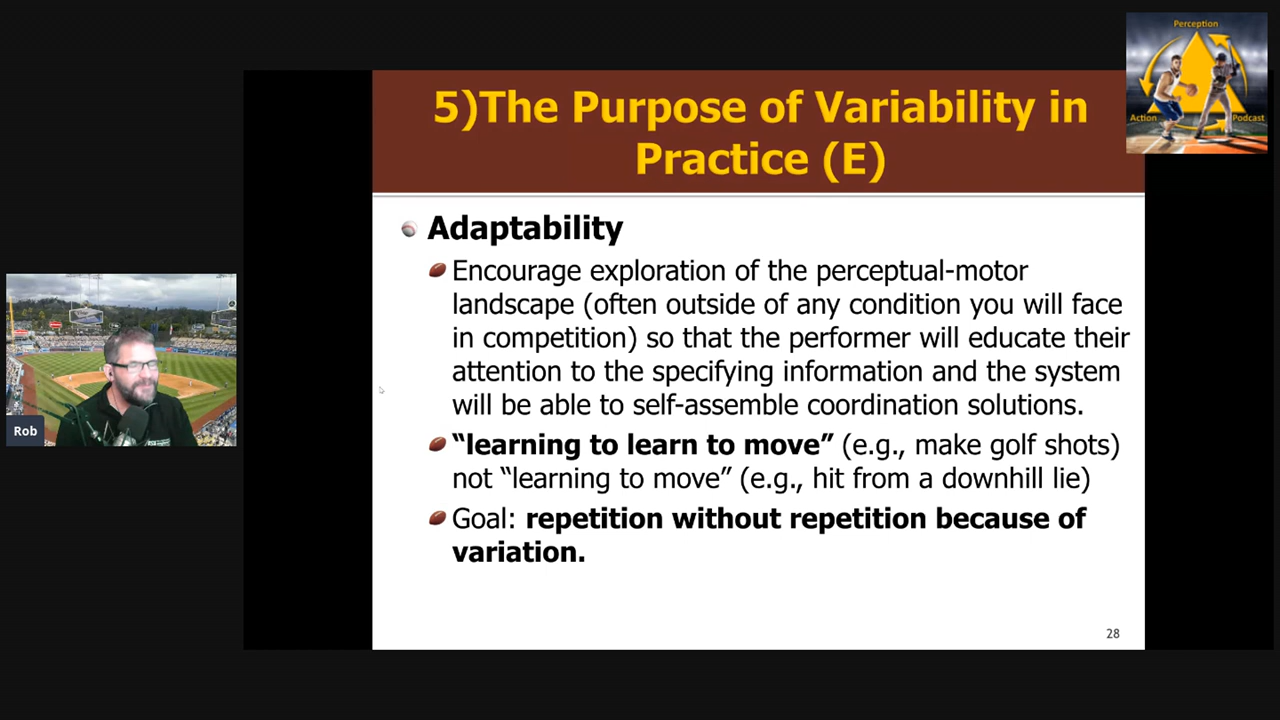 Perception
Action
Podcast
5)The Purpose of Variability in
Practice (E)
Adaptability
Encourage exploration of the perceptual-motor
landscape (often outside of any condition you will face
in competition) so that the performer will educate their
attention to the specifying information and the system
will be able to self-assemble coordination solutions.
“learning to learn to move” (e.g., make golf shots)
not “learning to move” (e.g., hit from a downhill lie)
Goal: repetition without repetition because of
variation.
28
Rob